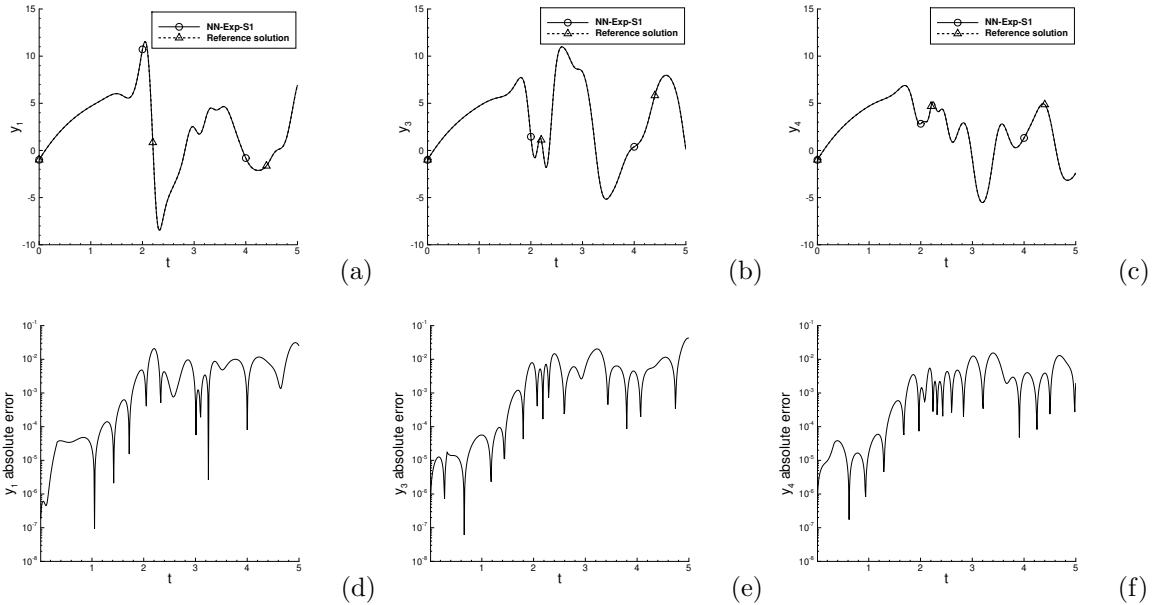 NN-Exp-S1
Reference solution
y1
15
10
5
0
-5
-10
0 1 2 3 4 5
t
(a)
NN-Exp-S1
Reference solution
y3
15
10
5
0
-5
-10
0 1 2 3 4 5
t
(b)
NN-Exp-S1
Reference solution
y4
15
10
5
0
-5
-10
0 1 2 3 4 5
t
(c)
y1 absolute error
10-1
10-2
10-3
10-4
10-5
10-6
10-7
10-8
1 2 3 4 5
t
(d)
y3 absolute error
10-1
10-2
10-3
10-4
10-5
10-6
10-7
10-8
1 2 3 4 5
t
(e)
y4 absolute error
10-1
10-2
10-3
10-4
10-5
10-6
10-7
10-8
1 2 3 4 5
t
(f)